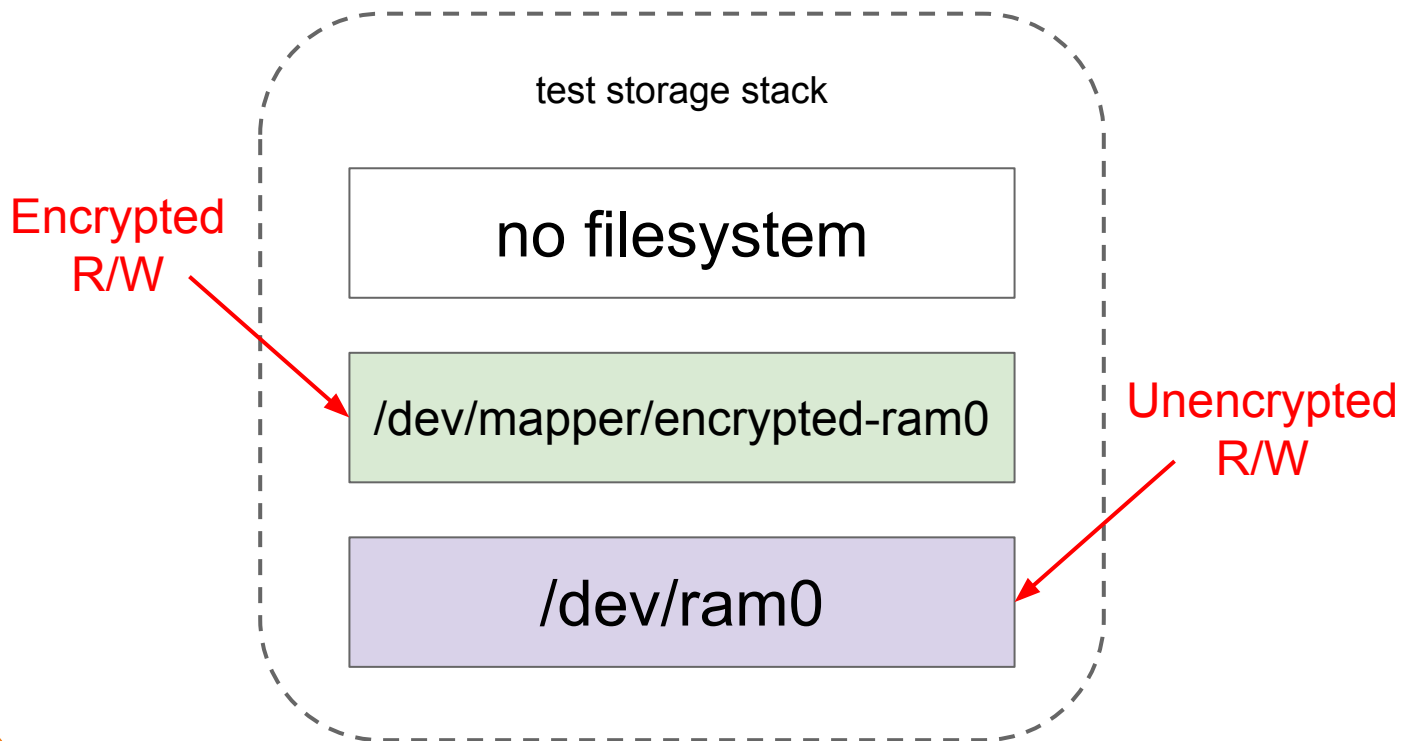 test storage stack
no filesystem
Encrypted
R/W
/dev/mapper/encrypted-ram0
Unencrypted
R/W
/dev/ram0